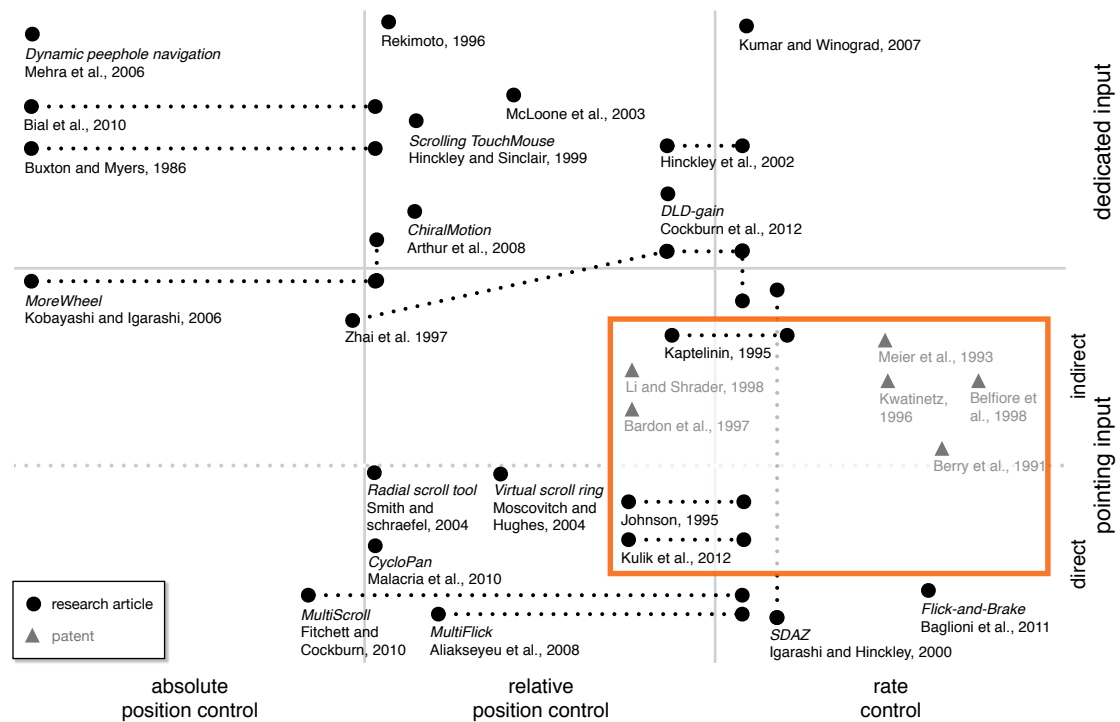 Dynamic peephole navigation
Mehra et al., 2006
Rekimoto, 1996
Kumar and Winograd, 2007
Bial et al., 2010
McLoone et al., 2003
Scrolling TouchMouse
Hinckley and Sinclair, 1999
Buxton and Myers, 1986
Hinckley et al., 2002
DLD-gain
Cockburn et al., 2012
ChiralMotion
Arthur et al., 2008
dedicated input
MoreWheel
Kobayashi and Igarashi, 2006
Zhai et al. 1997
Kaptelinin, 1995
Meier et al., 1993
Li and Shrader, 1998
Kwatinetz,
1996
Belfiore et
al., 1998
Bardon et al., 1997
Berry et al., 1991
indirect
pointing input
direct
Radial scroll tool
Smith and
schraefel, 2004
Virtual scroll ring
Moscovitch and
Hughes, 2004
Johnson, 1995
Kulik et al., 2012
CycloPan
Malacria et al., 2010
MultiScroll
Fitchett and
Cockburn, 2010
MultiFlick
Aliakseyeu et al., 2008
SDAZ
Igarashi and Hinckley, 2000
Flick-and-Brake
Baglioni et al., 2011
research article
patent
absolute
position control
relative
position control
rate
control